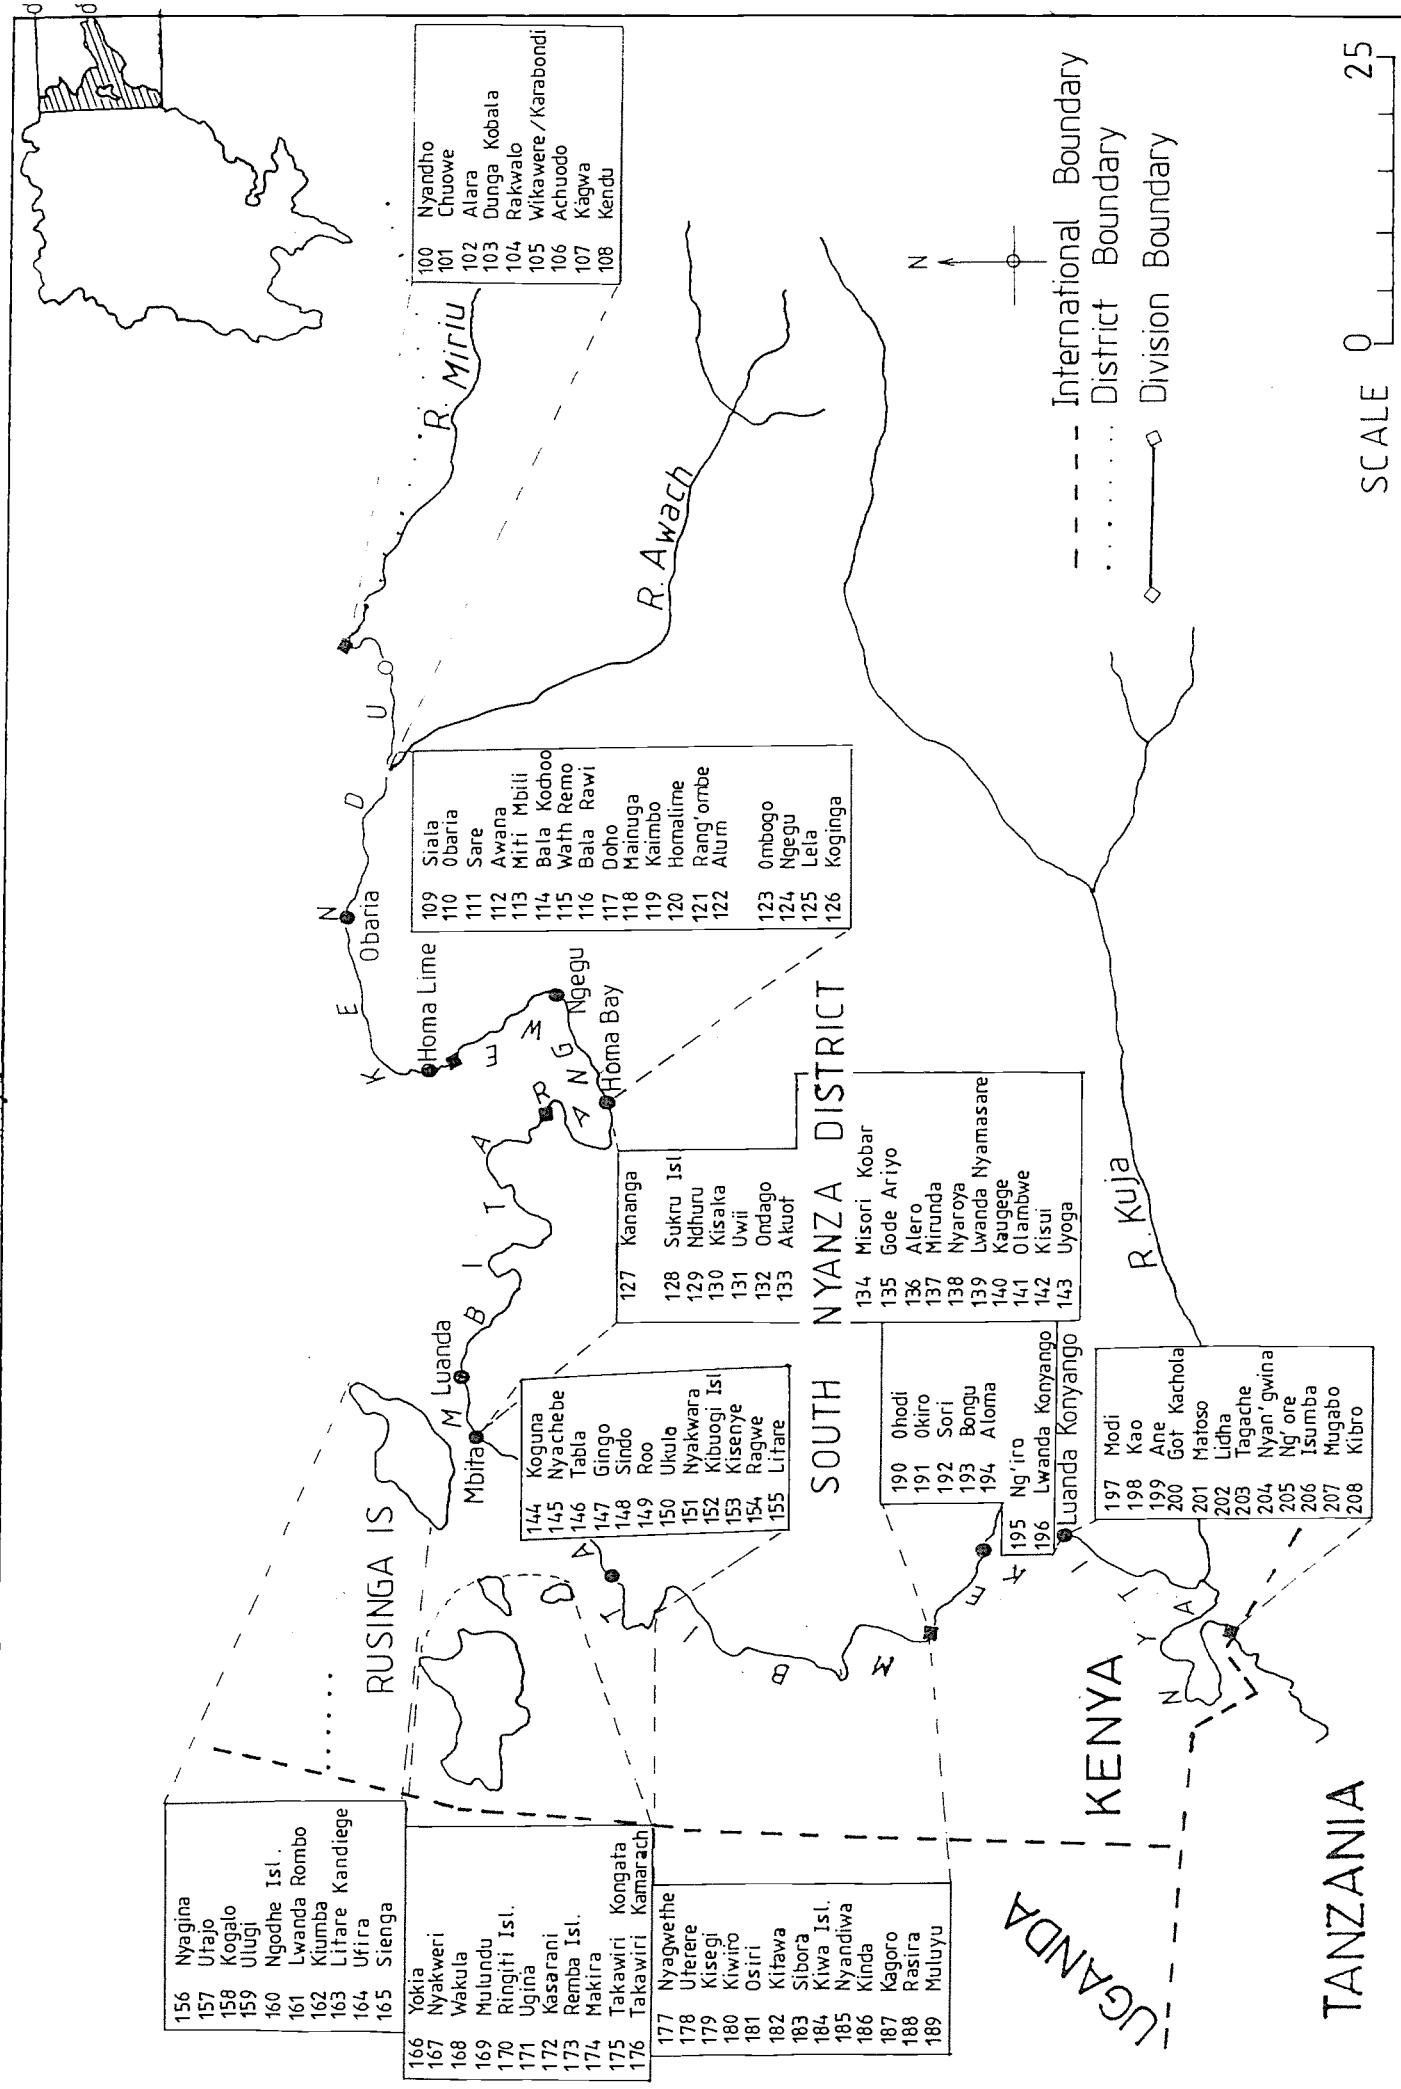 100 Nyandho
101 Chuowe
102 Alara
103 Dunga Kobala
104 Rakwalo
105 Wikawere/Karabondi
106 Achuodo
107 Kagwa
108 Kendu
R. Miriu
R. Awach
N
International Boundary
District Boundary
Division Boundary
SCALE 0 25
KENDU
Obaria
Homa Lime
109 Siala
110 Obaria
111 Sare
112 Awana
113 Miti Mbili
114 Bala Kochoo
115 Wath Remo
116 Bala Rawi
117 Doho
118 Mainuga
119 Kaimbo
120 Homalime
121 Rang'ombe
122 Alum
123 Ombogo
124 Ngegu
125 Lela
126 Koginga
RANGWE
Ngegu
Homa Bay
MBITA
Luanda
Mbita
127 Kananga
128 Sukru Isl
129 Ndhuru
130 Kisaka
131 Uwii
132 Ondago
133 Akuot
134 Misori Kobar
135 Gode Ariyo
136 Alero
137 Mirunda
138 Nyaroya
139 Lwanda Nyamasare
140 Kaugege
141 Olambwe
142 Kisui
143 Uyoga
SOUTH NYANZA DISTRICT
R. Kuja
RUSINGA IS
144 Koguna
145 Nyachebe
146 Tabla
147 Gingo
148 Sindo
149 Roo
150 Ukula
151 Nyakwara
152 Kibuogi Isl
153 Kisenye
154 Ragwe
155 Litare
MBITA
190 Ohodi
191 Okiro
192 Sori
193 Bongu
194 Aloma
195 Ng'iro
196 Lwanda Konyango
Luanda Konyango
197 Modi
198 Kao
199 Ane
200 Got Kachola
201 Matoso
202 Lidha
203 Tagache
204 Nyan'gwina
205 Ng'ore
206 Isumba
207 Mugabo
208 Kibro
NYATIKE
156 Nyagina
157 Utajo
158 Kogalo
159 Ulugi
160 Ngodhe Isl.
161 Lwanda Rombo
162 Kiumba
163 Litare Kandiege
164 Ufira
165 Sienga
166 Yokia
167 Nyakweri
168 Wakula
169 Mulundu
170 Ringiti Isl.
171 Ugina
172 Kasarani
173 Remba Isl.
174 Makira
175 Takawiri Kongata
176 Takawiri Kamarach
177 Nyagwethe
178 Uterere
179 Kisegi
180 Kiwiro
181 Osiri
182 Kitawa
183 Sibora
184 Kiwa Isl.
185 Nyandiwa
186 Kinda
187 Kagoro
188 Rasira
189 Muluyu
KENYA
UGANDA
TANZANIA